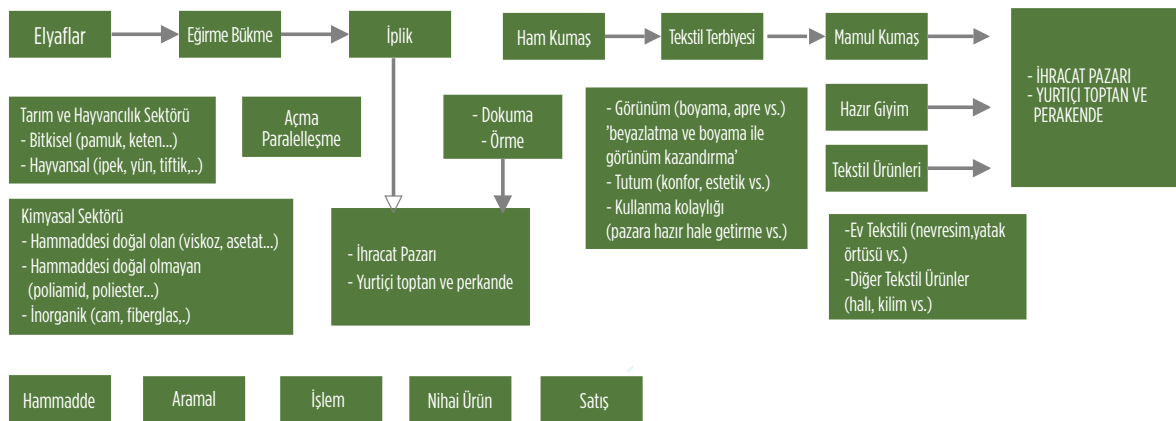 Elyaflar
Eğirme Bükme
İplik
Ham Kumaş
Tekstil Terbiyesi
Mamul Kumaş
- İHRACAT PAZARI
- YURTİÇİ TOPTAN VE
PERAKENDE
Tarım ve Hayvancılık Sektörü
- Bitkisel (pamuk, keten...)
- Hayvansal (ipek, yün, tiftik,..)
Açma
Paralelleşme
- Dokuma
- Örme
- Görünüm (boyama, apre vs.)
'beyazlatma ve boyama ile
görünüm kazandırma'
- Tutum (konfor, estetik vs.)
- Kullanma kolaylığı
(pazara hazır hale getirme vs.)
Hazır Giyim
Tekstil Ürünleri
Kimyasal Sektörü
- Hammaddesi doğal olan (viskoz, asetat...)
- Hammaddesi doğal olmayan
(poliamid, poliester...)
- İnorganik (cam, fiberglas,.)
- İhracat Pazarı
- Yurtiçi toptan ve perkande
-Ev Tekstili (nevresim,yatak
örtüsü vs.)
-Diğer Tekstil Ürünler
(halı, kilim vs.)
Hammadde
Aramal
İşlem
Nihai Ürün
Satış